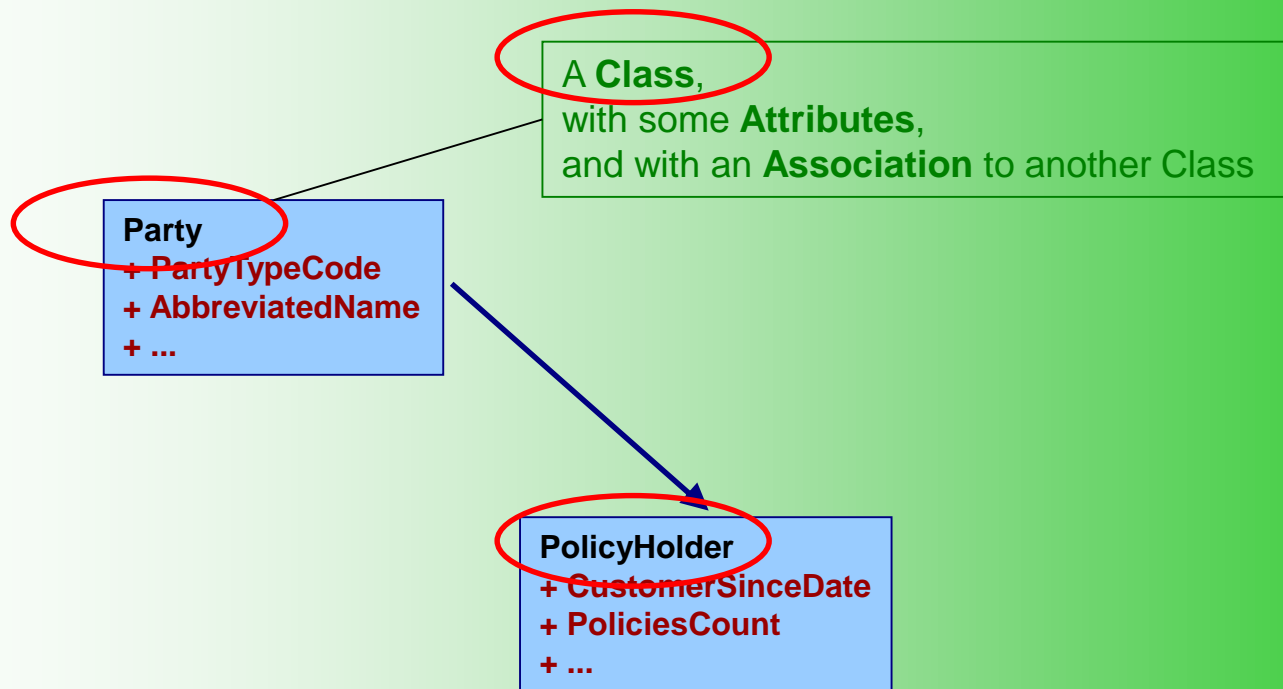 A Class,
with some Attributes,
and with an Association to another Class
Party
+ PartyTypeCode
+ AbbreviatedName
+ ...
PolicyHolder
+ CustomerSinceDate
+ PoliciesCount
+ ...